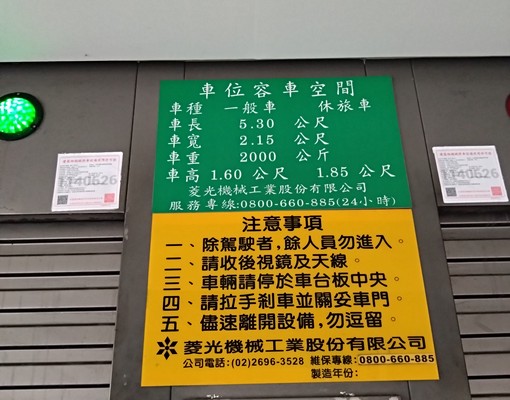 車位容車空間
車種 一般車 休旅車
車長 5.30 公尺
車寬 2.15 公尺
車重 2000 公斤
車高 1.60 公尺 1.85 公尺
菱光機械工業股份有限公司
服務專線:0800-660-885(24小時)
注意事項
一、除駕駛者,餘人員勿進入。
二、請收後視鏡及天線。
三、車輛請停於車台板中央。
四、請拉手剎車並關妥車門。
五、儘速離開設備,勿逗留。
菱光機械工業股份有限公司
公司電話:(02)2696-3528 維保專線:0800-660-885
製造年份:
1140626
1140626